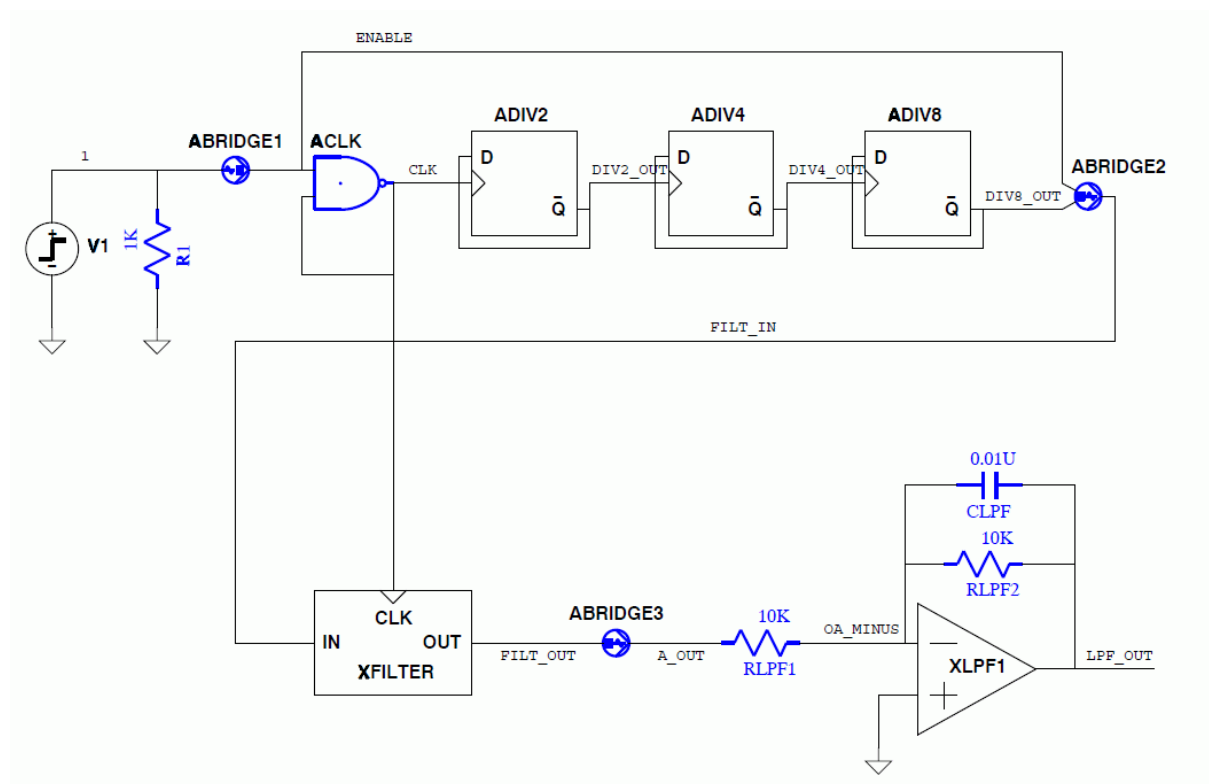 ENABLE
ADIV2
ADIV4
ADIV8
ABRIDGE1
ACLK
1
CLK
D
DIV2_OUT
D
DIV4_OUT
D
ABRIDGE2
Q̄
Q̄
Q̄
DIV8_OUT
+
−
V1
1K
R1
FILT_IN
0.01U
CLPF
10K
RLPF2
CLK
IN
OUT
XFILTER
FILT_OUT
ABRIDGE3
A_OUT
10K
RLPF1
OA_MINUS
−
+
XLPF1
LPF_OUT